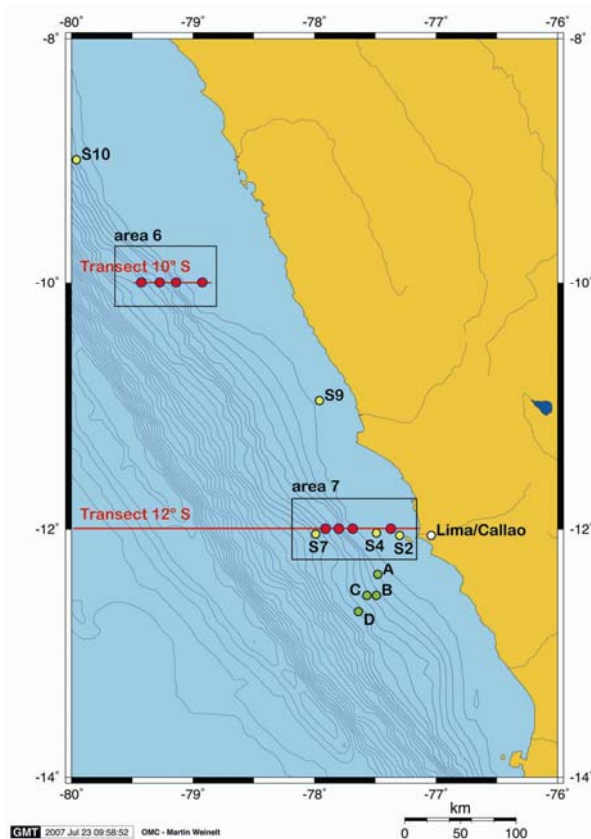 -80 -79 -78 -77 -76
-8° -8°
S10
area 6
Transect 10° S
-10° -10°
S9
area 7
Transect 12° S
-12° -12°
S7 S4 S2 Lima/Callao
A
C B
D
-14° -14°
-80 -79 -78 -77 -76
km
GMT 2007 Jul 23 09:58:52 OMC - Martin Weinelt
0 50 100